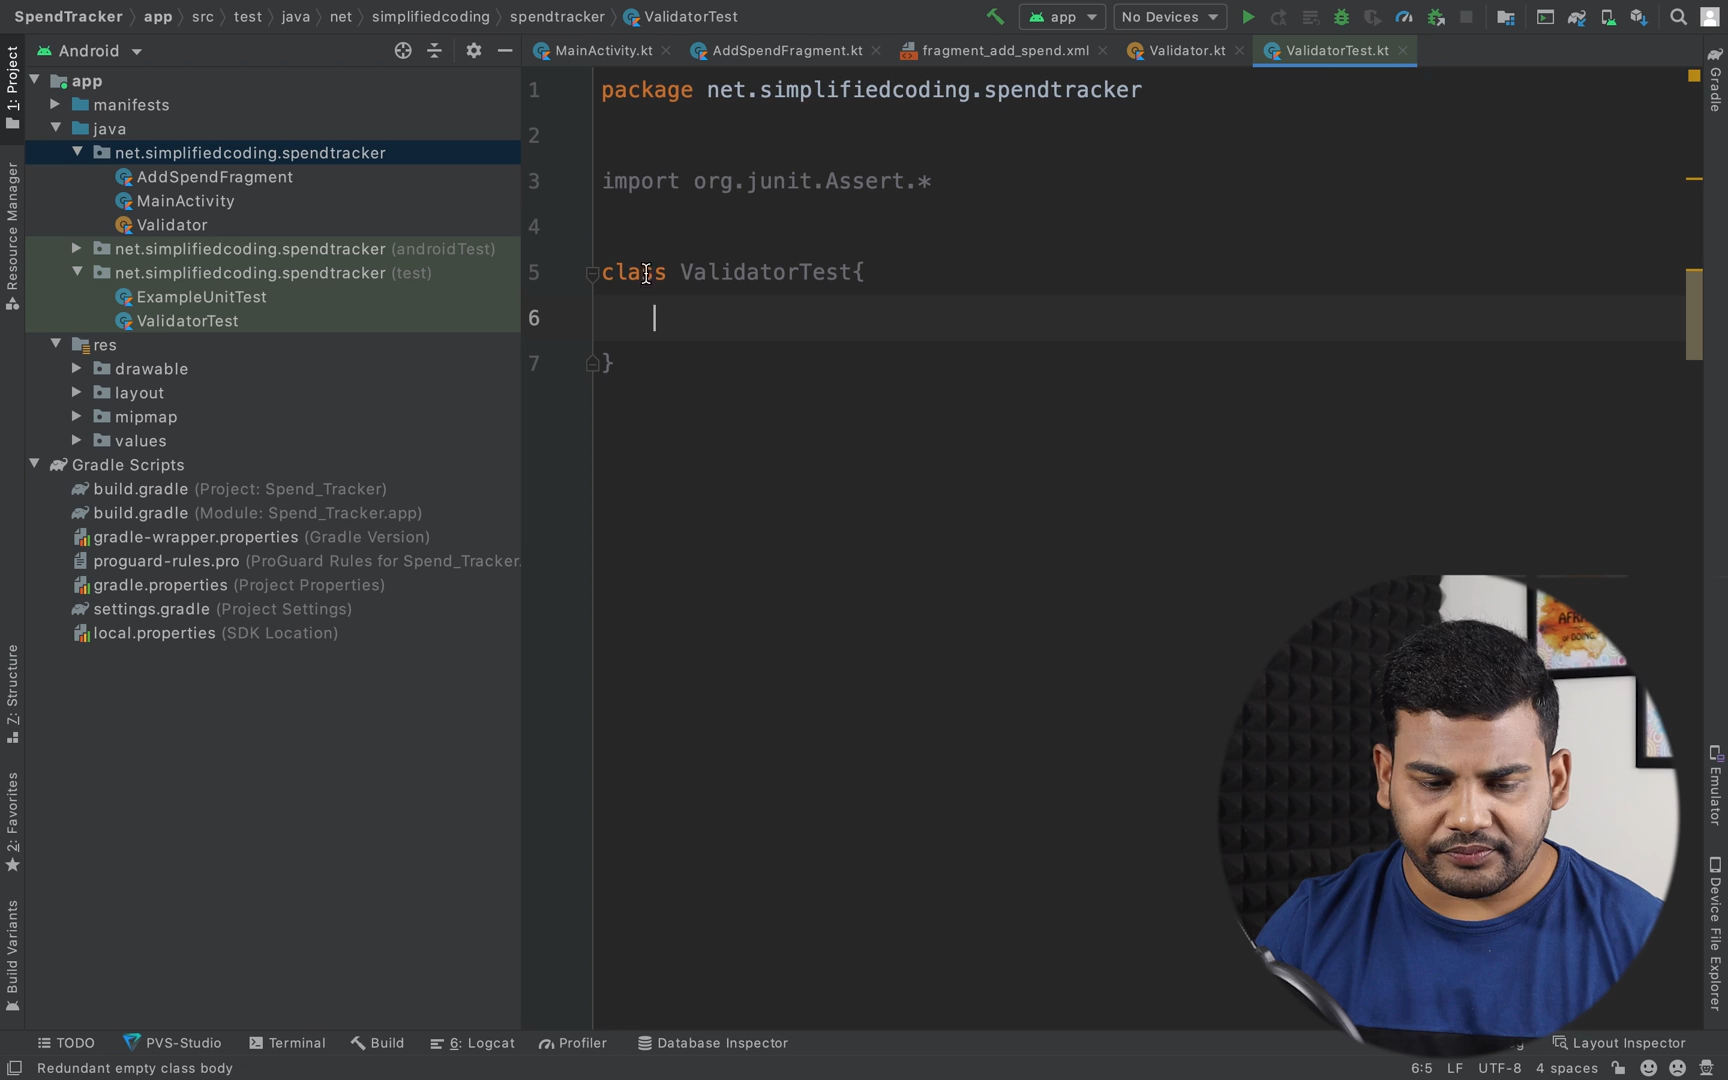 SpendTracker app src test java net simplifiedcoding spendtracker ValidatorTest
app No Devices
1: Project
Android
MainActivity.kt AddSpendFragment.kt fragment_add_spend.xml Validator.kt ValidatorTest.kt
Gradle
app
manifests
java
net.simplifiedcoding.spendtracker
AddSpendFragment
MainActivity
Validator
net.simplifiedcoding.spendtracker (androidTest)
net.simplifiedcoding.spendtracker (test)
ExampleUnitTest
ValidatorTest
res
drawable
layout
mipmap
values
Gradle Scripts
build.gradle (Project: Spend_Tracker)
build.gradle (Module: Spend_Tracker.app)
gradle-wrapper.properties (Gradle Version)
proguard-rules.pro (ProGuard Rules for Spend_Tracker.
gradle.properties (Project Properties)
settings.gradle (Project Settings)
local.properties (SDK Location)
Resource Manager
7: Structure
2: Favorites
Build Variants
1 package net.simplifiedcoding.spendtracker
2
3 import org.junit.Assert.*
4
5 class ValidatorTest{
6
7 }
OF DOING.
Emulator
Device File Explorer
TODO PVS-Studio Terminal Build 6: Logcat Profiler Database Inspector Layout Inspector
Redundant empty class body 6:5 LF UTF-8 4 spaces